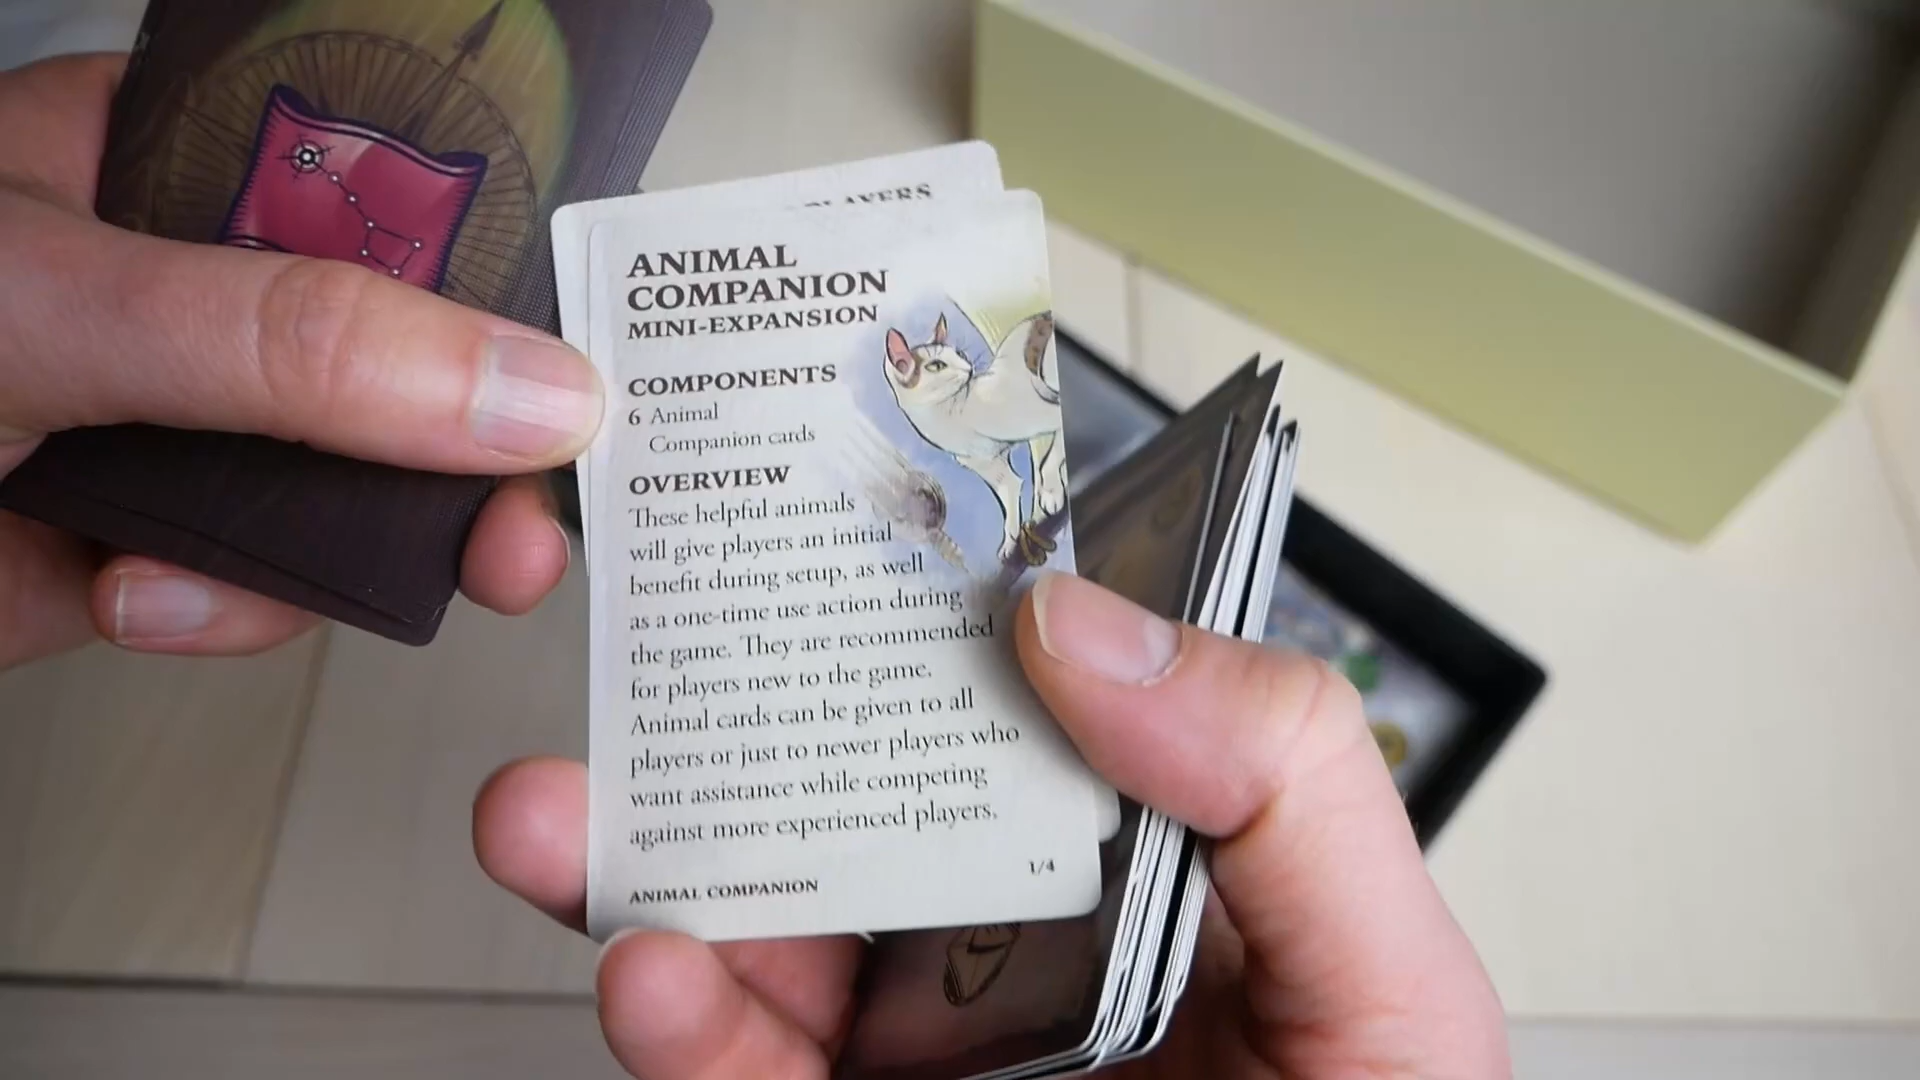 PLAYERS
ANIMAL
COMPANION
MINI-EXPANSION
COMPONENTS
6 Animal
Companion cards
OVERVIEW
These helpful animals
will give players an initial
benefit during setup, as well
as a one-time use action during
the game. They are recommended
for players new to the game.
Animal cards can be given to all
players or just to newer players who
want assistance while competing
against more experienced players.
1/4
ANIMAL COMPANION